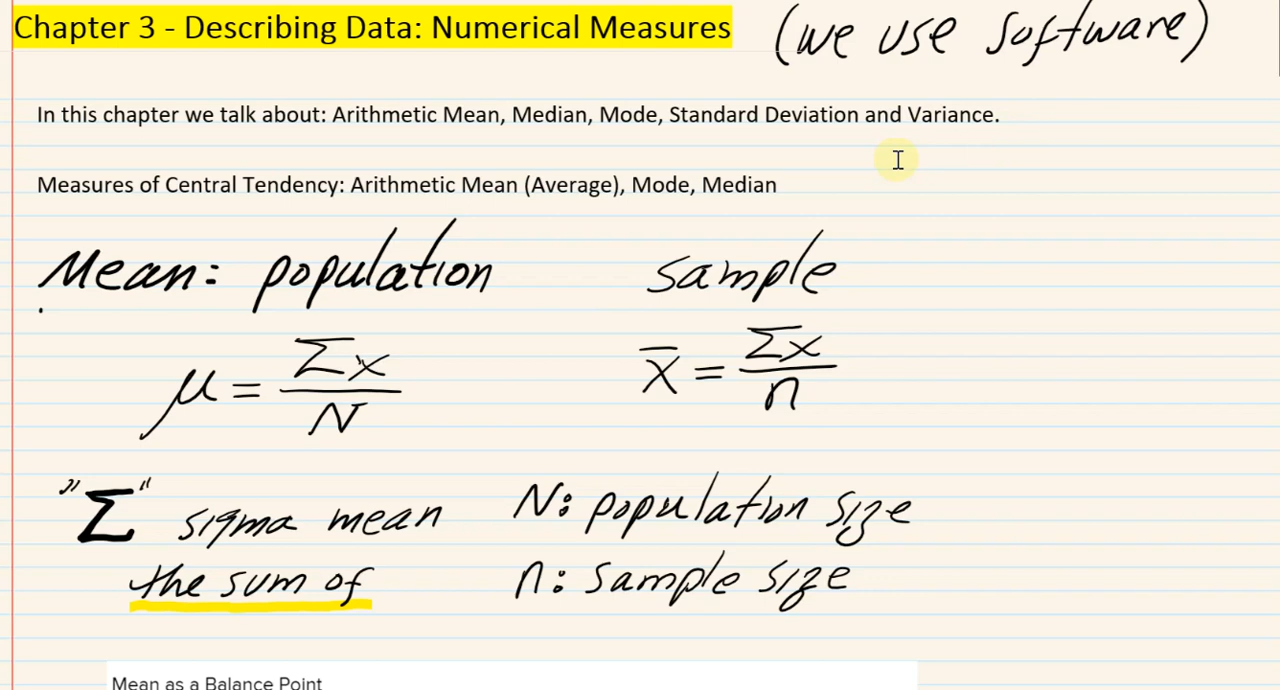 Chapter 3 - Describing Data: Numerical Measures (we use software)
In this chapter we talk about: Arithmetic Mean, Median, Mode, Standard Deviation and Variance.
Measures of Central Tendency: Arithmetic Mean (Average), Mode, Median
Mean: population sample
μ = Σx / N x̄ = Σx / n
"Σ" sigma mean N: population size
the sum of n: sample size
Mean as a Balance Point